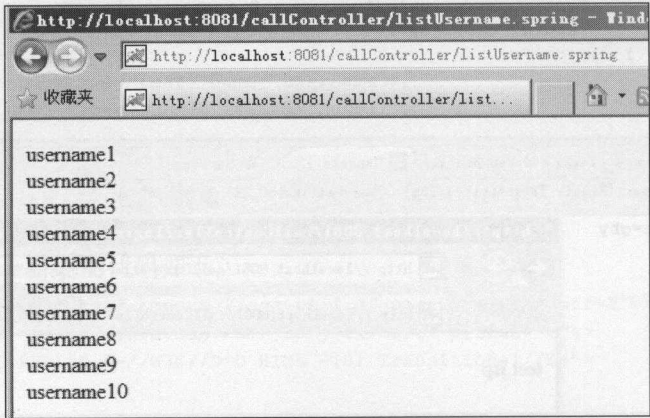 http://localhost:8081/callController/listUsername.spring - Wind
http://localhost:8081/callController/listUsername.spring
收藏夹
http://localhost:8081/callController/list...
username1
username2
username3
username4
username5
username6
username7
username8
username9
username10